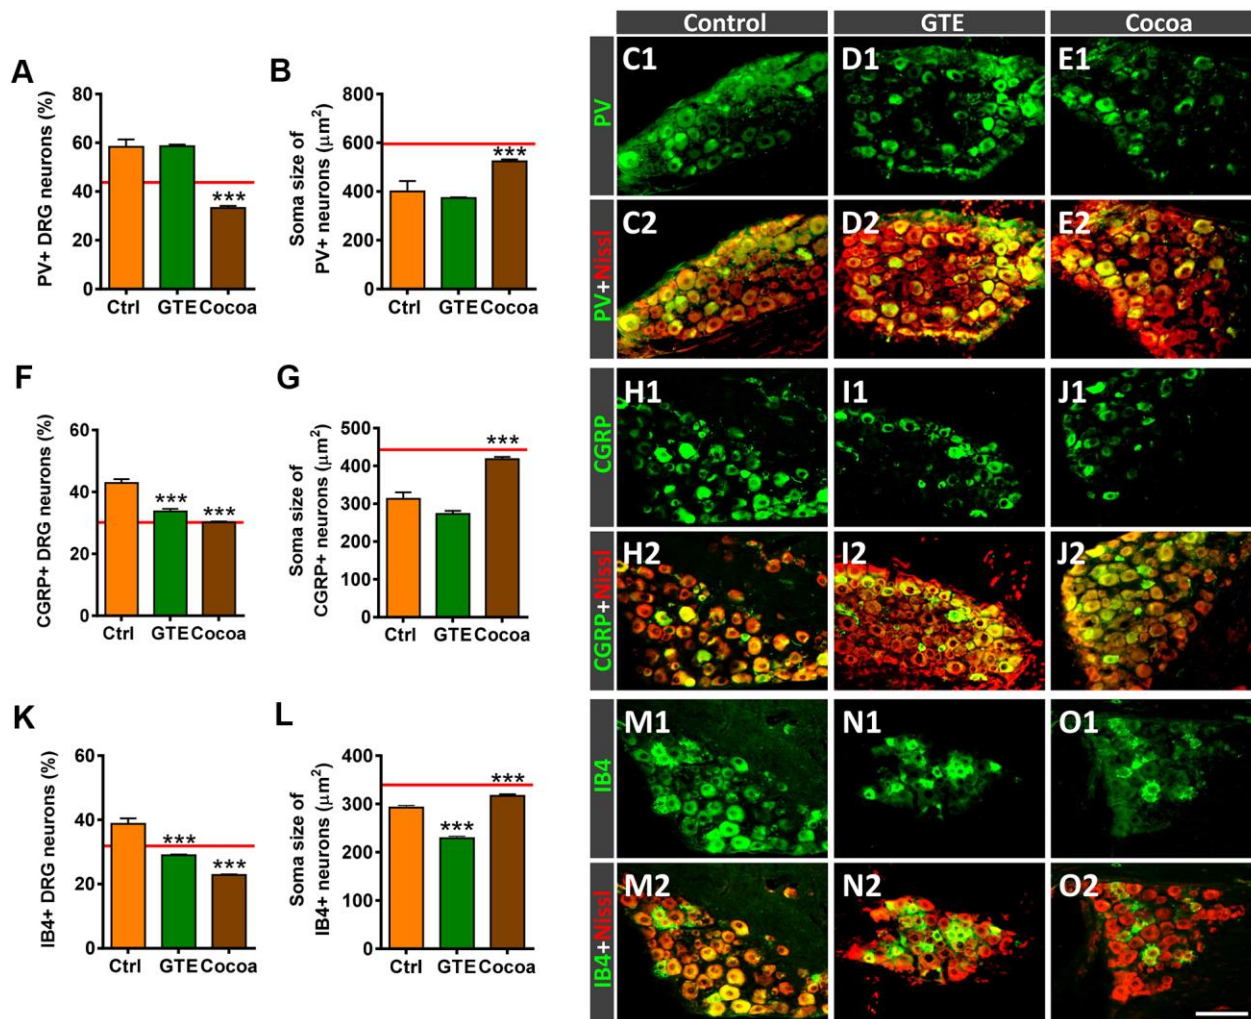 Control GTE Cocoa
A
PV+ DRG neurons (%)
80
60
40
20
0
***
Ctrl GTE Cocoa
B
Soma size of
PV+ neurons (μm2)
800
600
400
200
0
***
Ctrl GTE Cocoa
PV
C1 D1 E1
PV+Nissl
C2 D2 E2
F
CGRP+ DRG neurons (%)
60
40
20
0
*** ***
Ctrl GTE Cocoa
G
Soma size of
CGRP+ neurons (μm2)
500
400
300
200
100
0
***
Ctrl GTE Cocoa
CGRP
H1 I1 J1
CGRP+Nissl
H2 I2 J2
K
IB4+ DRG neurons (%)
60
40
20
0
*** ***
Ctrl GTE Cocoa
L
Soma size of
IB4+ neurons (μm2)
400
300
200
100
0
*** ***
Ctrl GTE Cocoa
IB4
M1 N1 O1
IB4+Nissl
M2 N2 O2